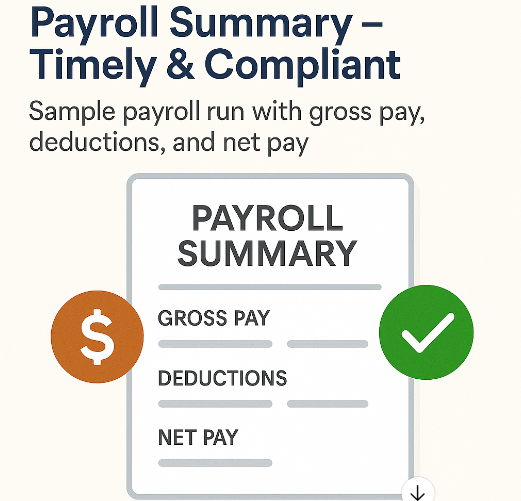 Payroll Summary –
Timely & Compliant
Sample payroll run with gross pay,
deductions, and net pay
PAYROLL
SUMMARY
$
GROSS PAY
DEDUCTIONS
NET PAY